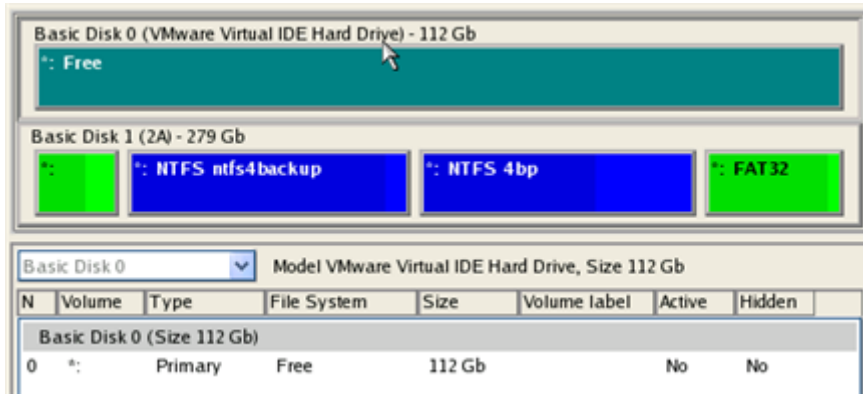 Basic Disk 0 (VMware Virtual IDE Hard Drive) - 112 Gb
*: Free
Basic Disk 1 (2A) - 279 Gb
*: *: NTFS ntfs4backup *: NTFS 4bp *: FAT32
Basic Disk 0 Model VMware Virtual IDE Hard Drive, Size 112 Gb
N Volume Type File System Size Volume label Active Hidden
Basic Disk 0 (Size 112 Gb)
0 *: Primary Free 112 Gb No No